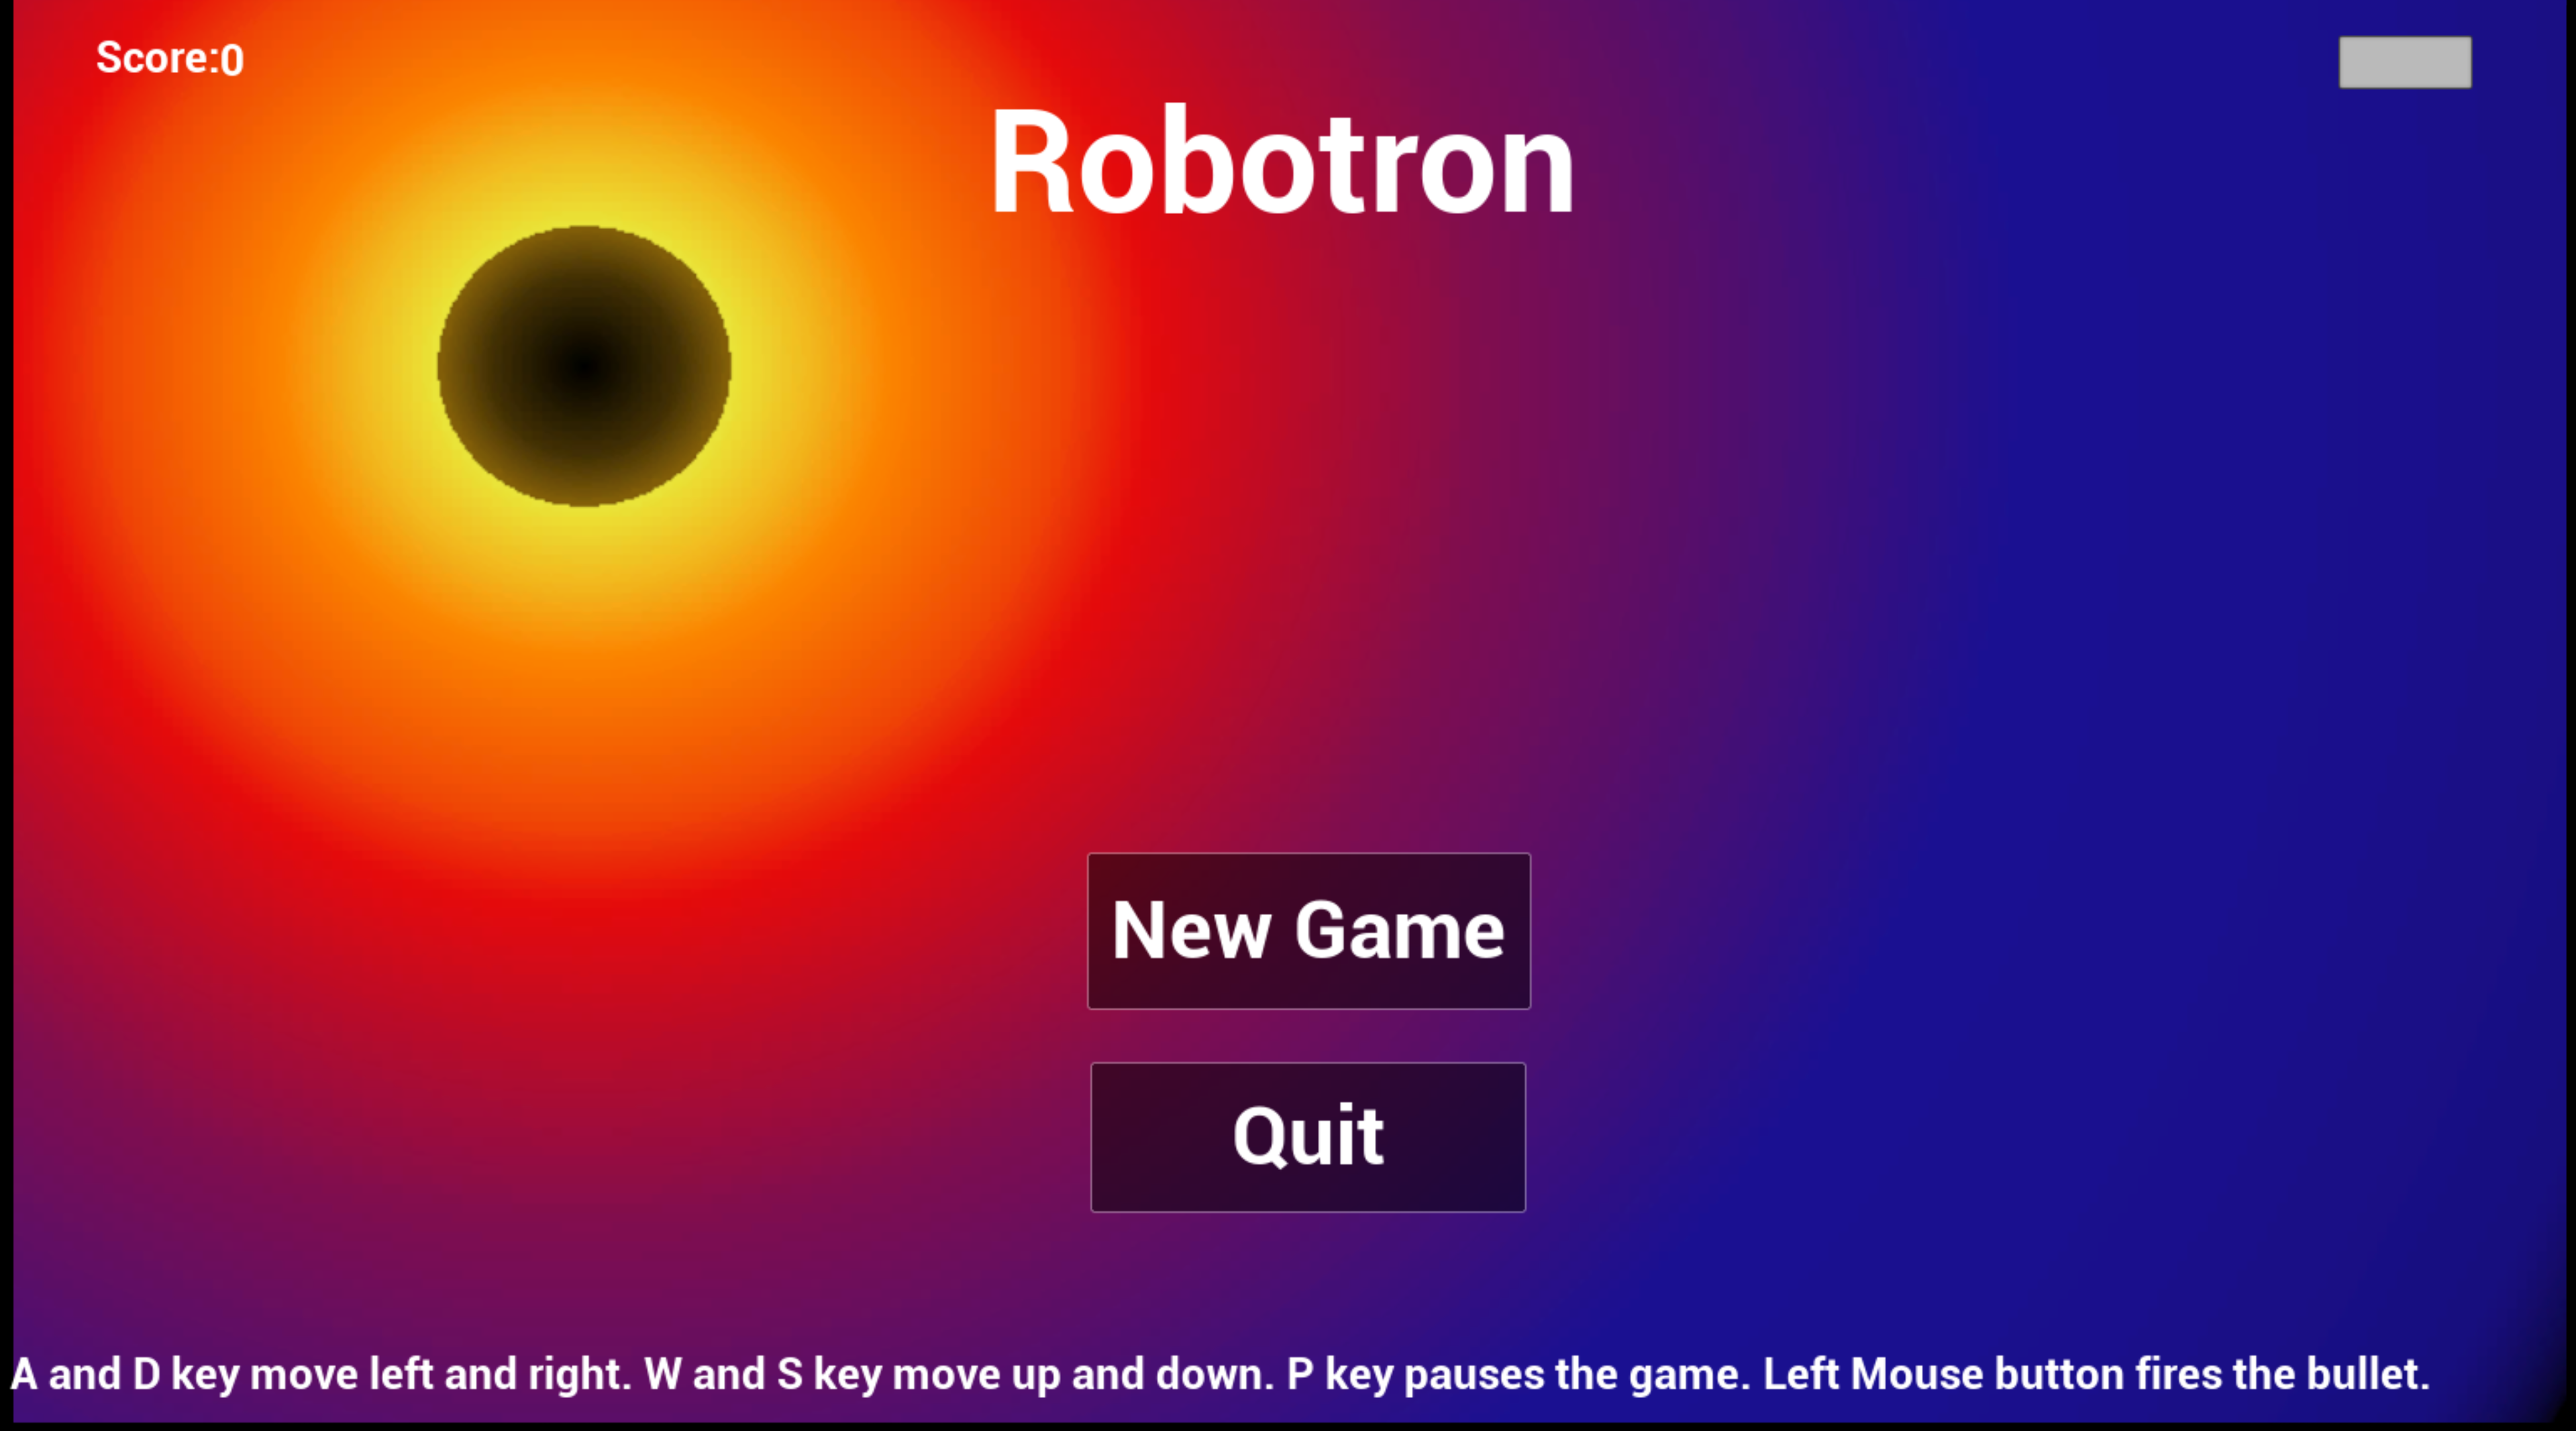 Score:0
Robotron
New Game
Quit
A and D key move left and right. W and S key move up and down. P key pauses the game. Left Mouse button fires the bullet.